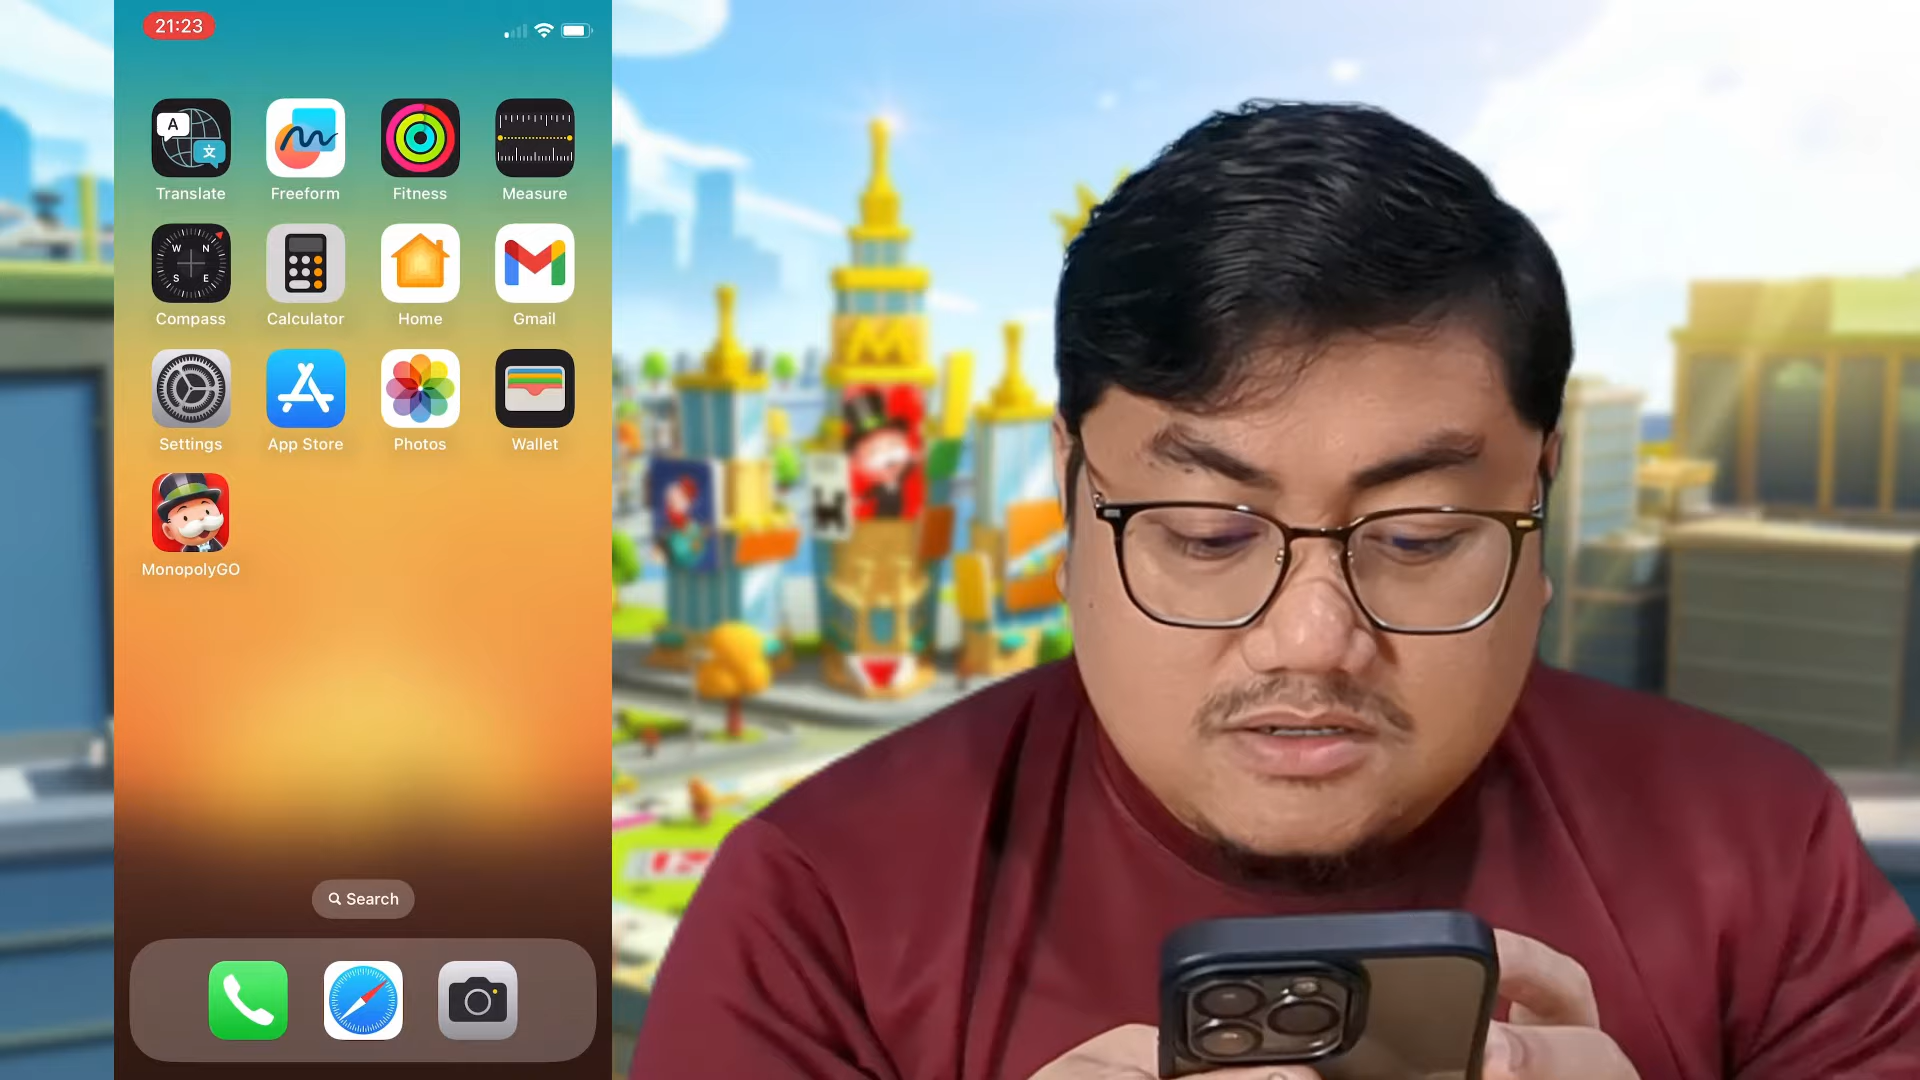 21:23
A
文
Translate
Freeform
Fitness
Measure
W N
S E
Compass
Calculator
Home
Gmail
Settings
App Store
Photos
Wallet
MonopolyGO
Search